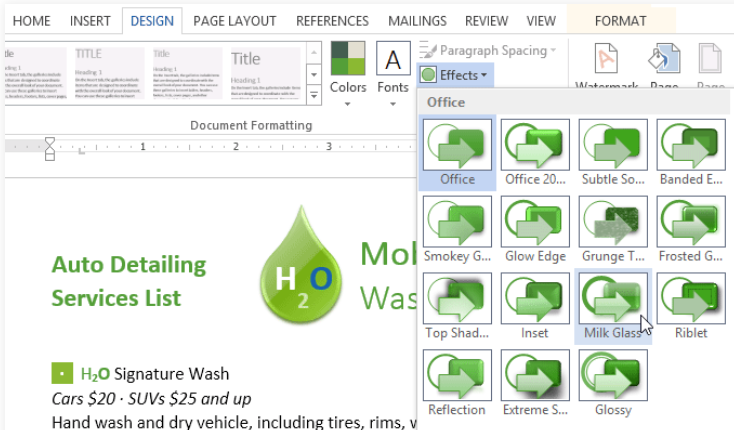 HOME INSERT DESIGN PAGE LAYOUT REFERENCES MAILINGS REVIEW VIEW FORMAT
TITLE Title Title
Heading 1 Heading 1 Heading 1
Paragraph Spacing
Effects
Colors Fonts Watermark Page Page
Document Formatting
Office
1 2 3
Office Office 20... Subtle So... Banded E...
Smokey G... Glow Edge Grunge T... Frosted G...
Top Shad... Inset Milk Glass Riblet
Reflection Extreme S... Glossy
Auto Detailing
Services List
H2O
Mo
Was
H₂O Signature Wash
Cars $20 · SUVs $25 and up
Hand wash and dry vehicle, including tires, rims, w